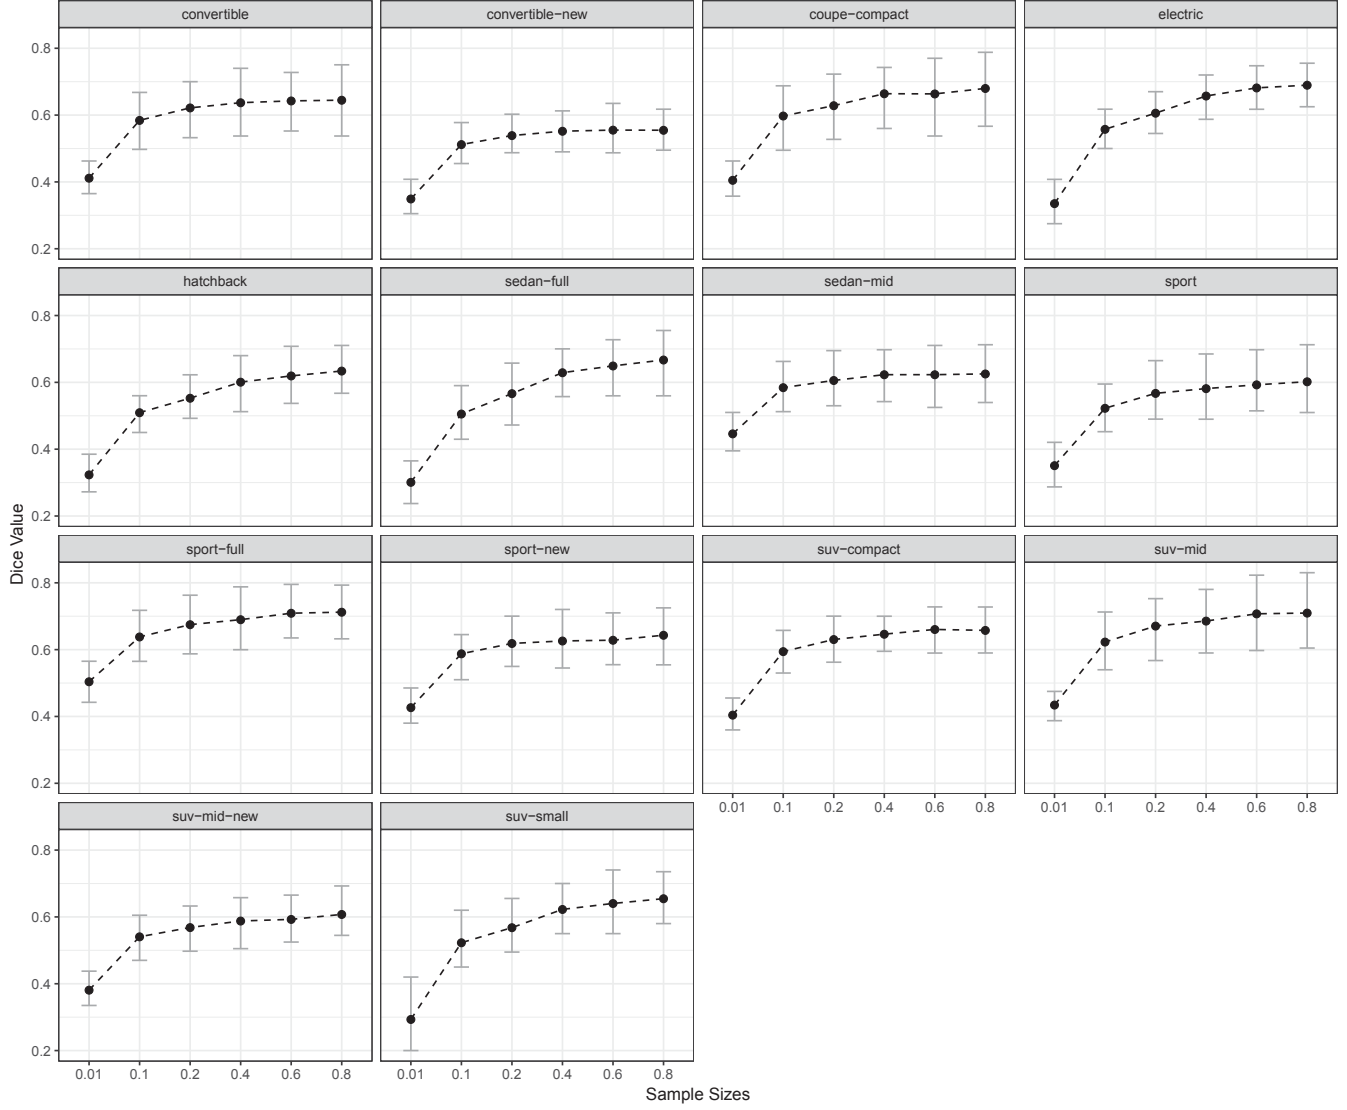 convertible
convertible−new
coupe−compact
electric
0.8
0.6
0.4
0.2
hatchback
sedan−full
sedan−mid
sport
0.8
0.6
0.4
0.2
Dice Value
sport−full
sport−new
suv−compact
suv−mid
0.8
0.6
0.4
0.2
0.01 0.1 0.2 0.4 0.6 0.8
0.01 0.1 0.2 0.4 0.6 0.8
suv−mid−new
suv−small
0.8
0.6
0.4
0.2
0.01 0.1 0.2 0.4 0.6 0.8
0.01 0.1 0.2 0.4 0.6 0.8
Sample Sizes